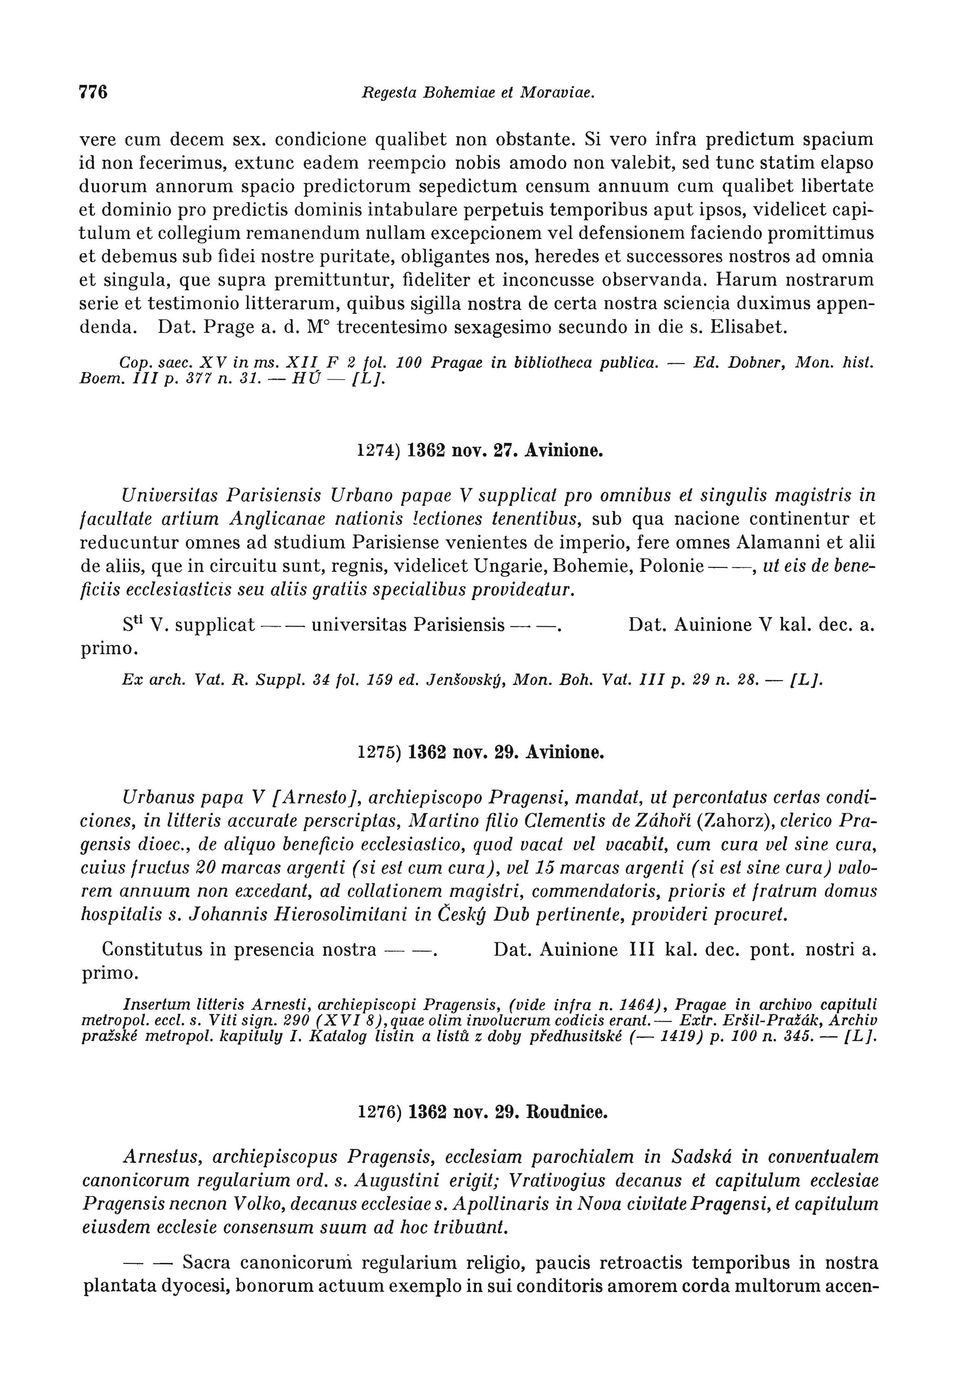 776 Regesta Bohemiae et Moraviae.
vere cum decem sex. condicione qualibet non obstante. Si vero infra predictum spacium
id non fecerimus, extunc eadem reempcio nobis amodo non valebit, sed tunc statim elapso
duorum annorum spacio predictorum sepedictum censum annuum cum qualibet libertate
et dominio pro predictis dominis intabulare perpetuis temporibus aput ipsos, videlicet capi-
tulum et collegium remanendum nullam excepcionem vel defensionem faciendo promittimus
et debemus sub fidei nostre puritate, obligantes nos, heredes et successores nostros ad omnia
et singula, que supra premittuntur, fideliter et inconcusse observanda. Harum nostrarum
serie et testimonio litterarum, quibus sigilla nostra de certa nostra sciencia duximus appen-
denda. Dat. Prage a. d. M° trecentesimo sexagesimo secundo in die s. Elisabet.
Cop. saec. XV in ms. XII F 2 fol. 100 Pragae in bibliotheca publica. — Ed. Dobner, Mon. hist.
Boem. III p. 377 n. 31. — HÚ — [L].
1274) 1362 nov. 27. Avinione.
Universitas Parisiensis Urbano papae V supplicat pro omnibus et singulis magistris in
facultate artium Anglicanae nationis lectiones tenentibus, sub qua nacione continentur et
reducuntur omnes ad studium Parisiense venientes de imperio, fere omnes Alamanni et alii
de aliis, que in circuitu sunt, regnis, videlicet Ungarie, Bohemie, Polonie — —, ut eis de bene-
ficiis ecclesiasticis seu aliis gratiis specialibus provideatur.
Sti V. supplicat — — universitas Parisiensis — —. Dat. Auinione V kal. dec. a.
primo.
Ex arch. Vat. R. Suppl. 34 fol. 159 ed. Jenšovský, Mon. Boh. Vat. III p. 29 n. 28. — [L].
1275) 1362 nov. 29. Avinione.
Urbanus papa V [Arnesto], archiepiscopo Pragensi, mandat, ut percontatus certas condi-
ciones, in litteris accurate perscriptas, Martino filio Clementis de Záhoří (Zahorz), clerico Pra-
gensis dioec., de aliquo beneficio ecclesiastico, quod vacat vel vacabit, cum cura vel sine cura,
cuius fructus 20 marcas argenti (si est cum cura), vel 15 marcas argenti (si est sine cura) valo-
rem annuum non excedant, ad collationem magistri, commendatoris, prioris et fratrum domus
hospitalis s. Johannis Hierosolimitani in Český Dub pertinente, provideri procuret.
Constitutus in presencia nostra — —. Dat. Auinione III kal. dec. pont. nostri a.
primo.
Insertum litteris Arnesti, archiepiscopi Pragensis, (vide infra n. 1464), Pragae in archivo capituli
metropol. eccl. s. Viti sign. 290 (XVI 8), quae olim involucrum codicis erant. — Extr. Eršil-Pražák, Archiv
pražské metropol. kapituly I. Katalog listin a listů z doby předhusitské (— 1419) p. 100 n. 345. — [L].
1276) 1362 nov. 29. Roudnice.
Arnestus, archiepiscopus Pragensis, ecclesiam parochialem in Sadská in conventualem
canonicorum regularium ord. s. Augustini erigit; Vrativogius decanus et capitulum ecclesiae
Pragensis necnon Volko, decanus ecclesiae s. Apollinaris in Nova civitate Pragensi, et capitulum
eiusdem ecclesie consensum suum ad hoc tribuunt.
— — Sacra canonicorum regularium religio, paucis retroactis temporibus in nostra
plantata dyocesi, bonorum actuum exemplo in sui conditoris amorem corda multorum accen-